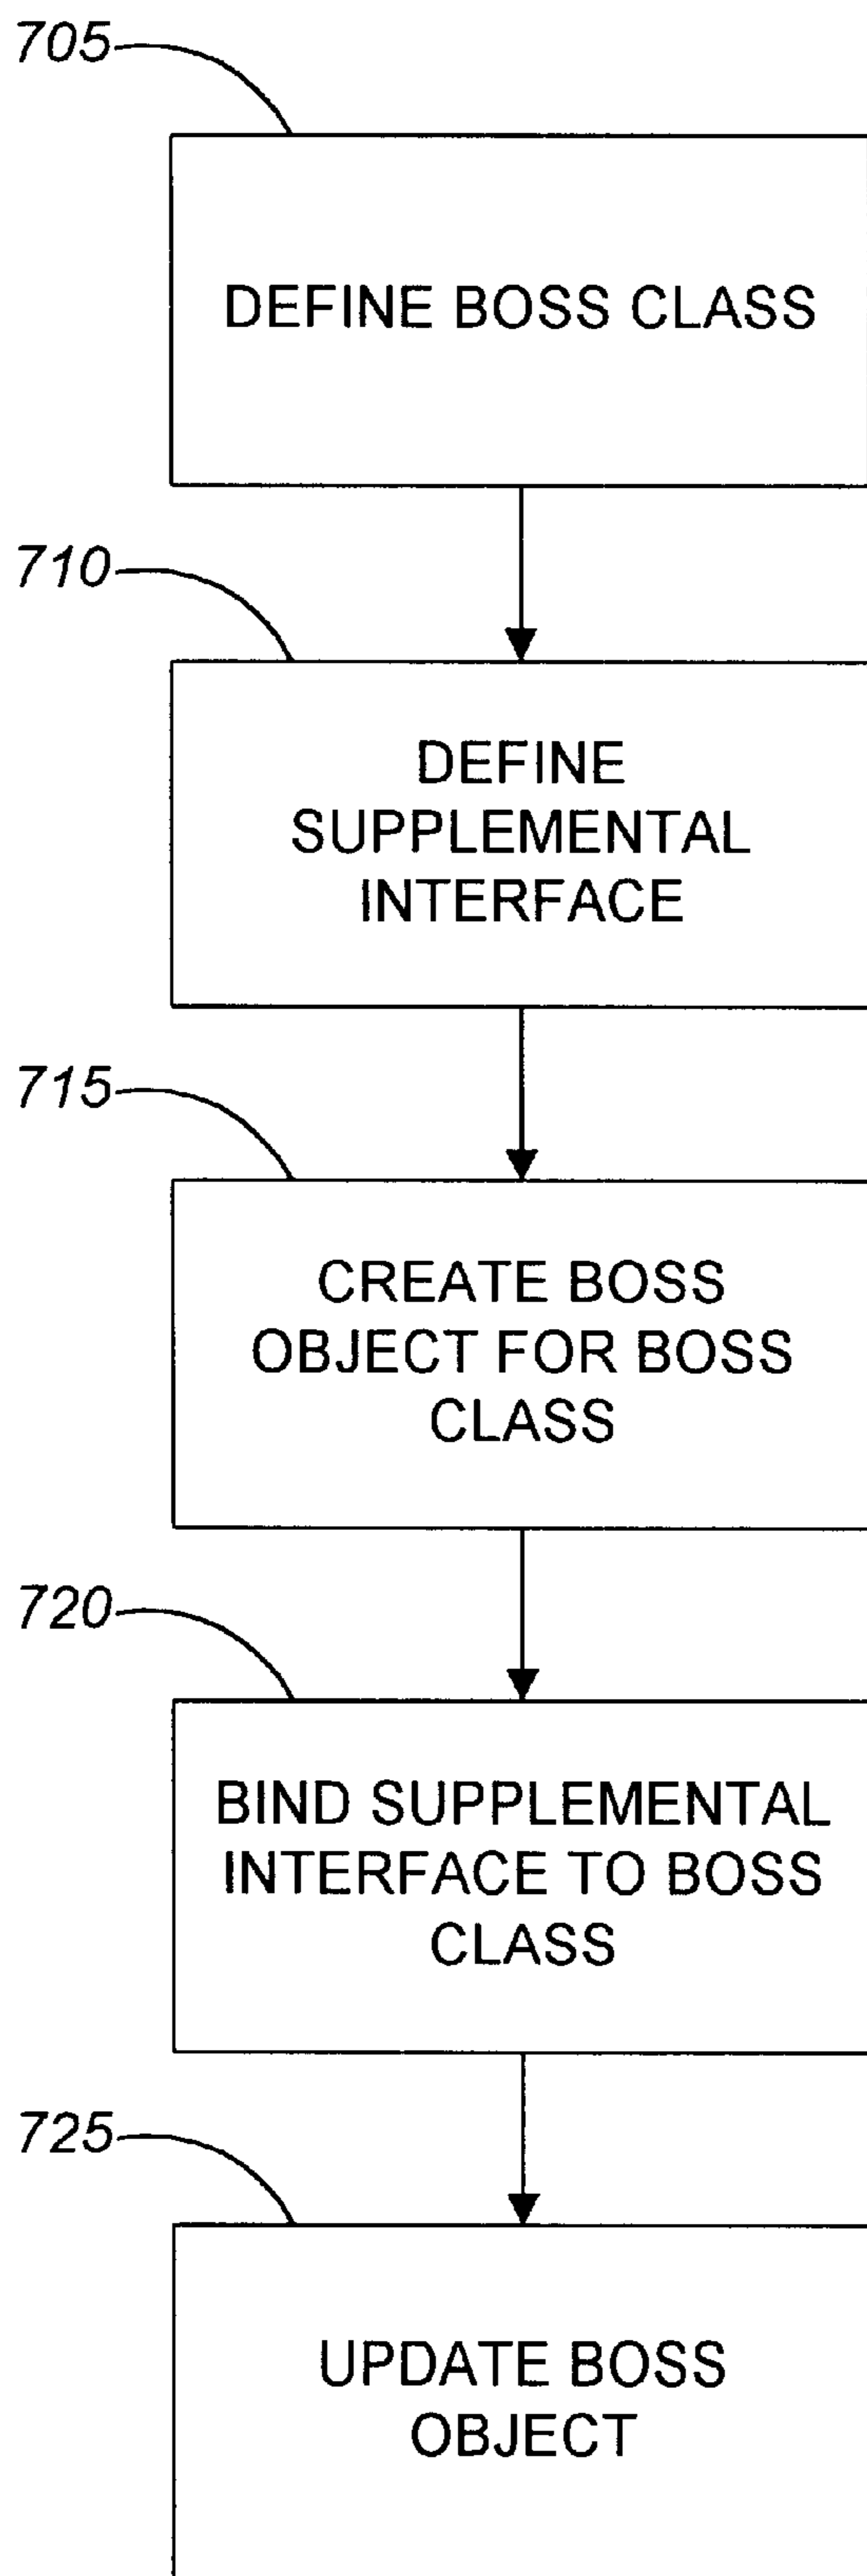 705
DEFINE BOSS CLASS
710
DEFINE
SUPPLEMENTAL
INTERFACE
715
CREATE BOSS
OBJECT FOR BOSS
CLASS
720
BIND SUPPLEMENTAL
INTERFACE TO BOSS
CLASS
725
UPDATE BOSS
OBJECT